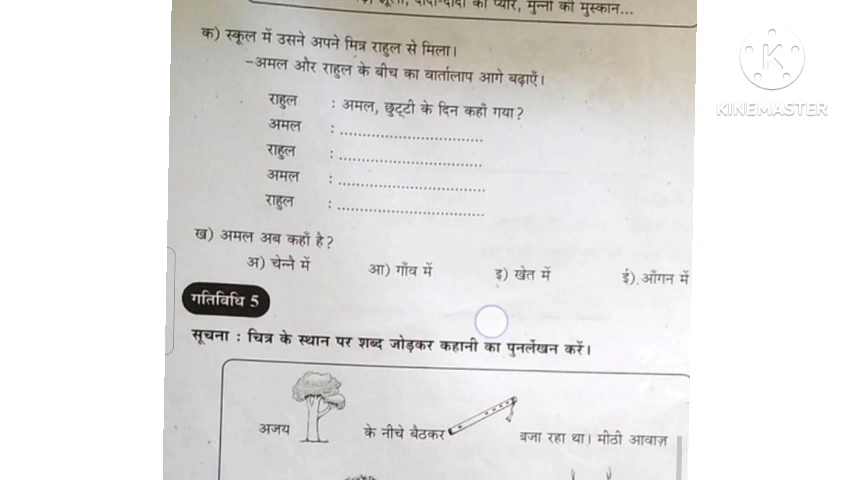 दादा-दादी का प्यार, मुन्नी की मुस्कान...
क) स्कूल में उसने अपने मित्र राहुल से मिला।
–अमल और राहुल के बीच का वार्तालाप आगे बढ़ाएँ।
राहुल : अमल, छुट्टी के दिन कहाँ गया?
अमल : ................................
राहुल : ................................
अमल : ................................
राहुल : ................................
ख) अमल अब कहाँ है?
अ) चेन्नै में आ) गाँव में इ) खेत में ई) आँगन में
गतिविधि 5
सूचना : चित्र के स्थान पर शब्द जोड़कर कहानी का पुनर्लेखन करें।
अजय के नीचे बैठकर बजा रहा था। मीठी आवाज़
K
KINEMASTER